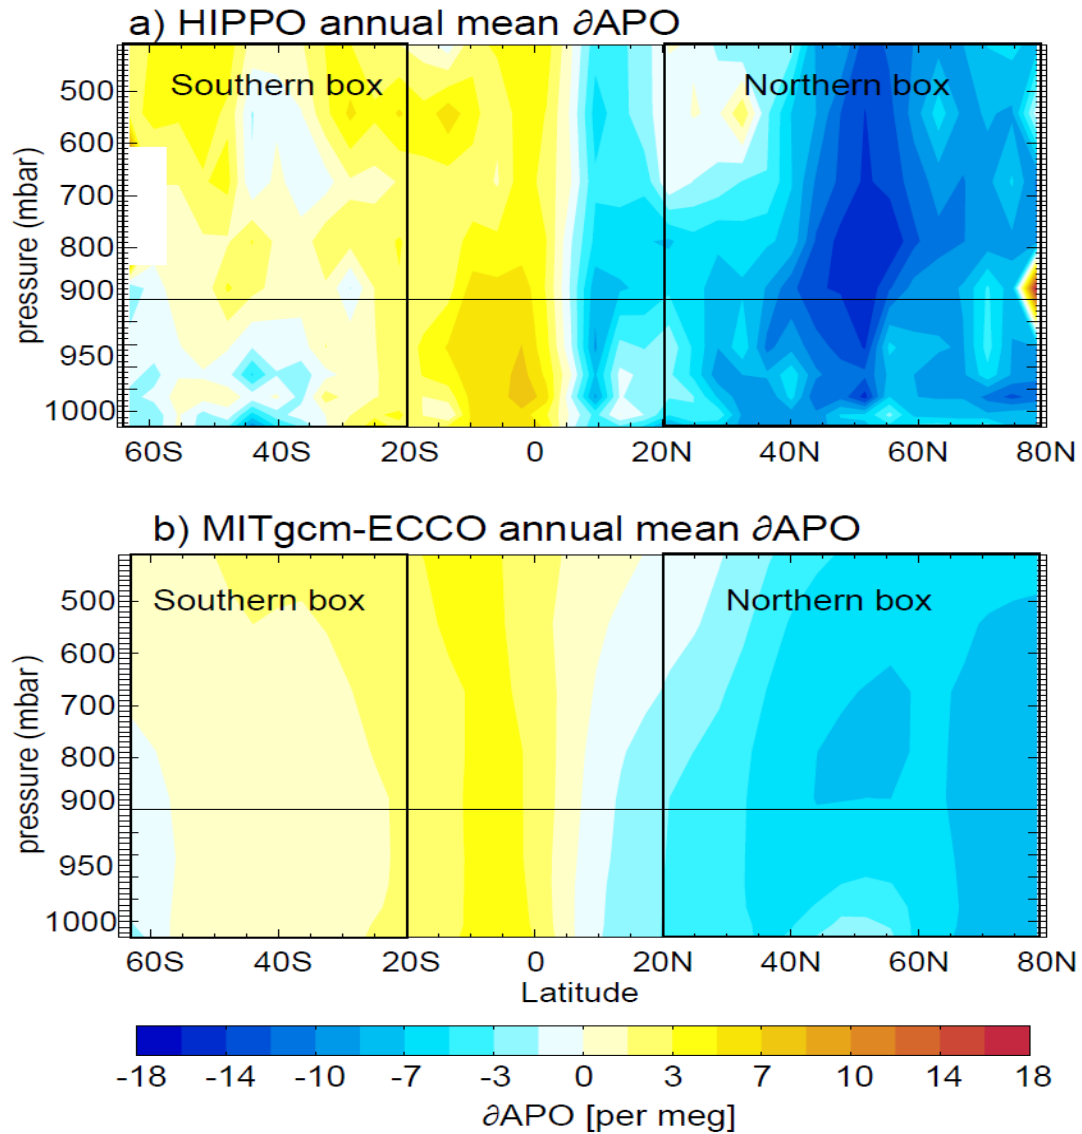 a) HIPPO annual mean ∂APO
Southern box
Northern box
500
600
700
800
900
950
1000
pressure (mbar)
60S 40S 20S 0 20N 40N 60N 80N
b) MITgcm-ECCO annual mean ∂APO
Southern box
Northern box
500
600
700
800
900
950
1000
pressure (mbar)
60S 40S 20S 0 20N 40N 60N 80N
Latitude
-18 -14 -10 -7 -3 0 3 7 10 14 18
∂APO [per meg]